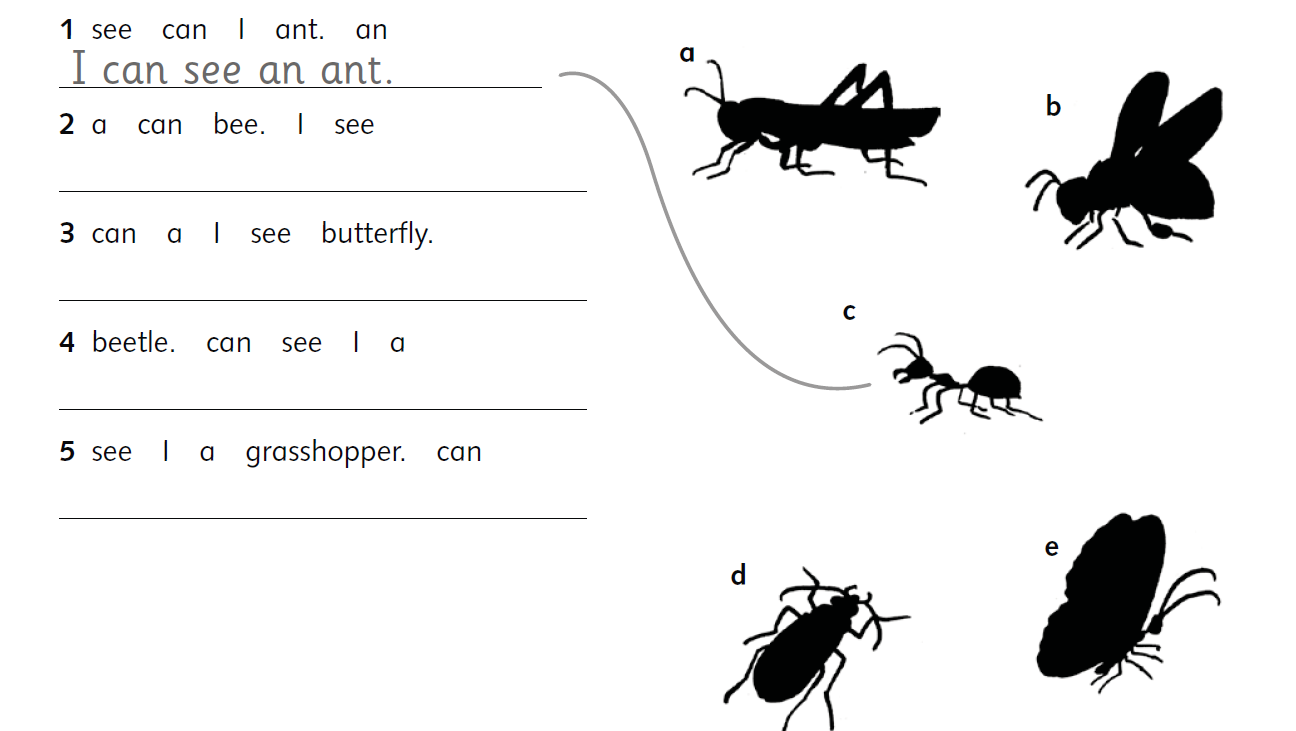 1 see can I ant. an
I can see an ant.
2 a can bee. I see
3 can a I see butterfly.
4 beetle. can see I a
5 see I a grasshopper. can
a
b
c
d
e